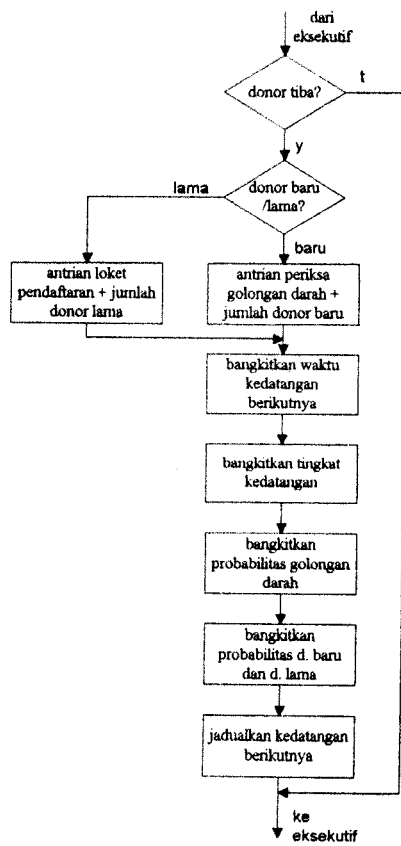 dari
eksekutif
donor tiba?
t
y
donor baru
/lama?
lama
baru
antrian loket
pendaftaran + jumlah
donor lama
antrian periksa
golongan darah +
jumlah donor baru
bangkitkan waktu
kedatangan
berikutnya
bangkitkan tingkat
kedatangan
bangkitkan
probabilitas golongan
darah
bangkitkan
probabilitas d. baru
dan d. lama
jadualkan kedatangan
berikutnya
ke
eksekutif